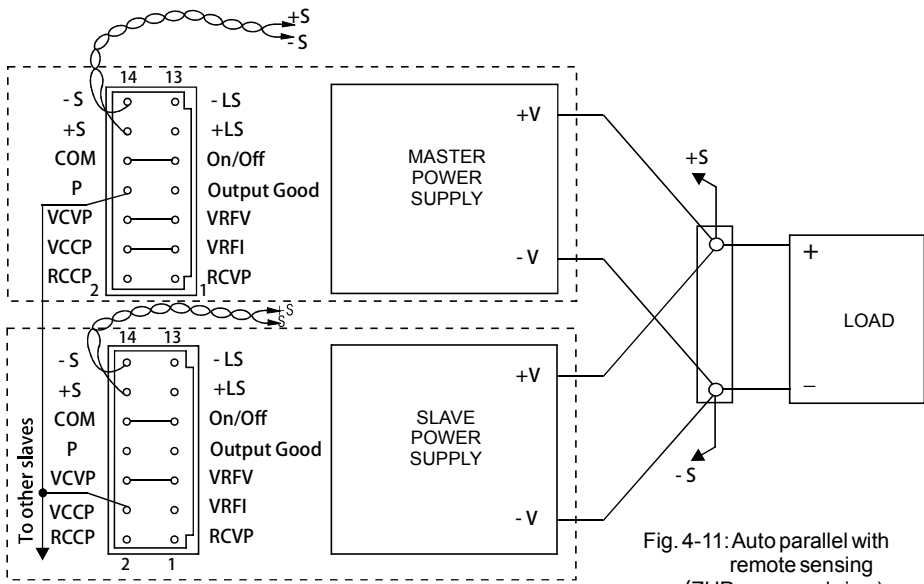 +S
- S
14 13
- S - LS
+S +LS
COM On/Off
P Output Good
VCVP VRFV
VCCP VRFI
RCCP RCVP
2 1
MASTER
POWER
SUPPLY
+V
- V
+S
+
LOAD
–
- S
+S
S
14 13
- S - LS
+S +LS
COM On/Off
P Output Good
VCVP VRFV
VCCP VRFI
RCCP RCVP
2 1
To other slaves
SLAVE
POWER
SUPPLY
+V
- V
Fig. 4-11: Auto parallel with
remote sensing